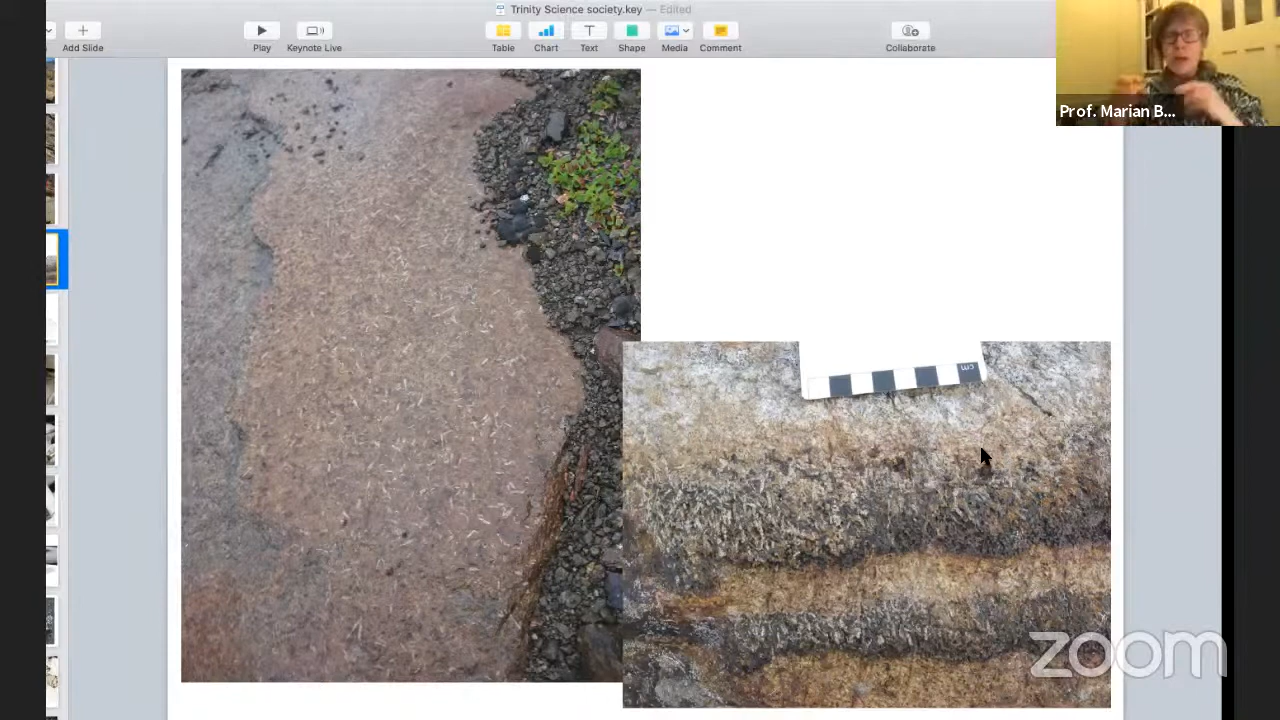 Trinity Science society.key — Edited
Add Slide
Play
Keynote Live
Table
Chart
Text
Shape
Media
Comment
Collaborate
Prof. Marian B...
cm
zoom